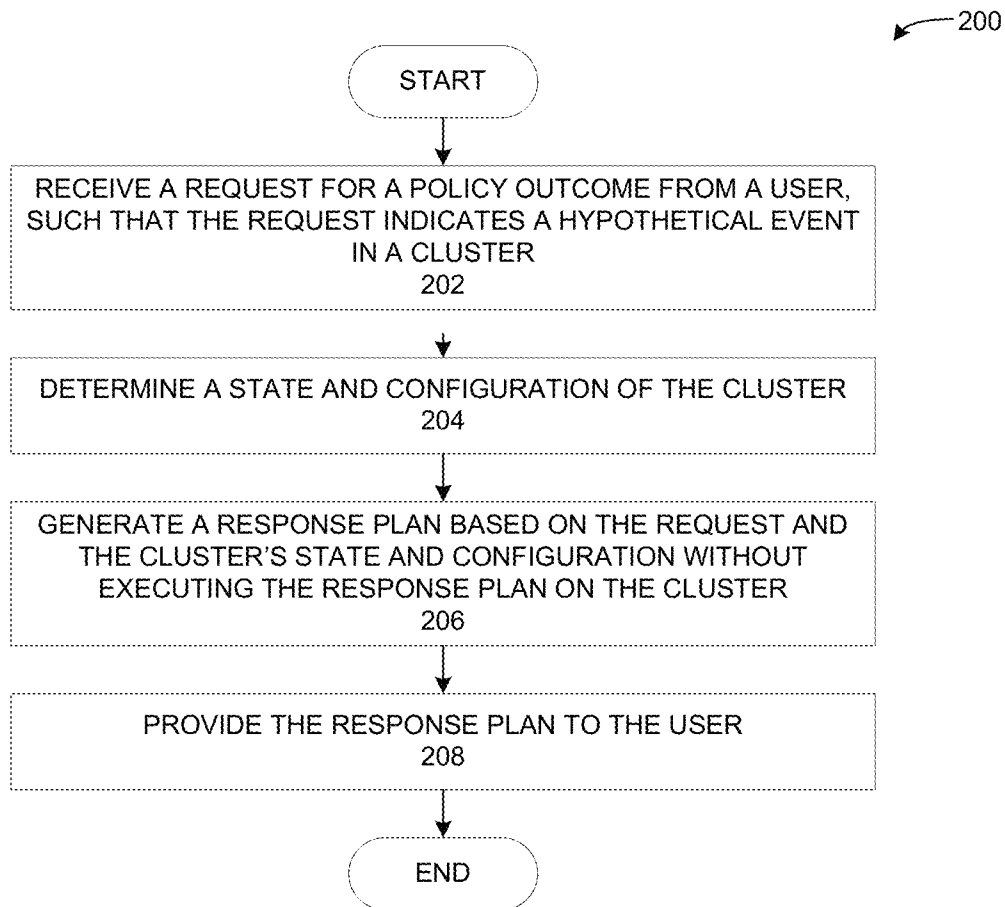 200
START
RECEIVE A REQUEST FOR A POLICY OUTCOME FROM A USER,
SUCH THAT THE REQUEST INDICATES A HYPOTHETICAL EVENT
IN A CLUSTER
202
DETERMINE A STATE AND CONFIGURATION OF THE CLUSTER
204
GENERATE A RESPONSE PLAN BASED ON THE REQUEST AND
THE CLUSTER'S STATE AND CONFIGURATION WITHOUT
EXECUTING THE RESPONSE PLAN ON THE CLUSTER
206
PROVIDE THE RESPONSE PLAN TO THE USER
208
END